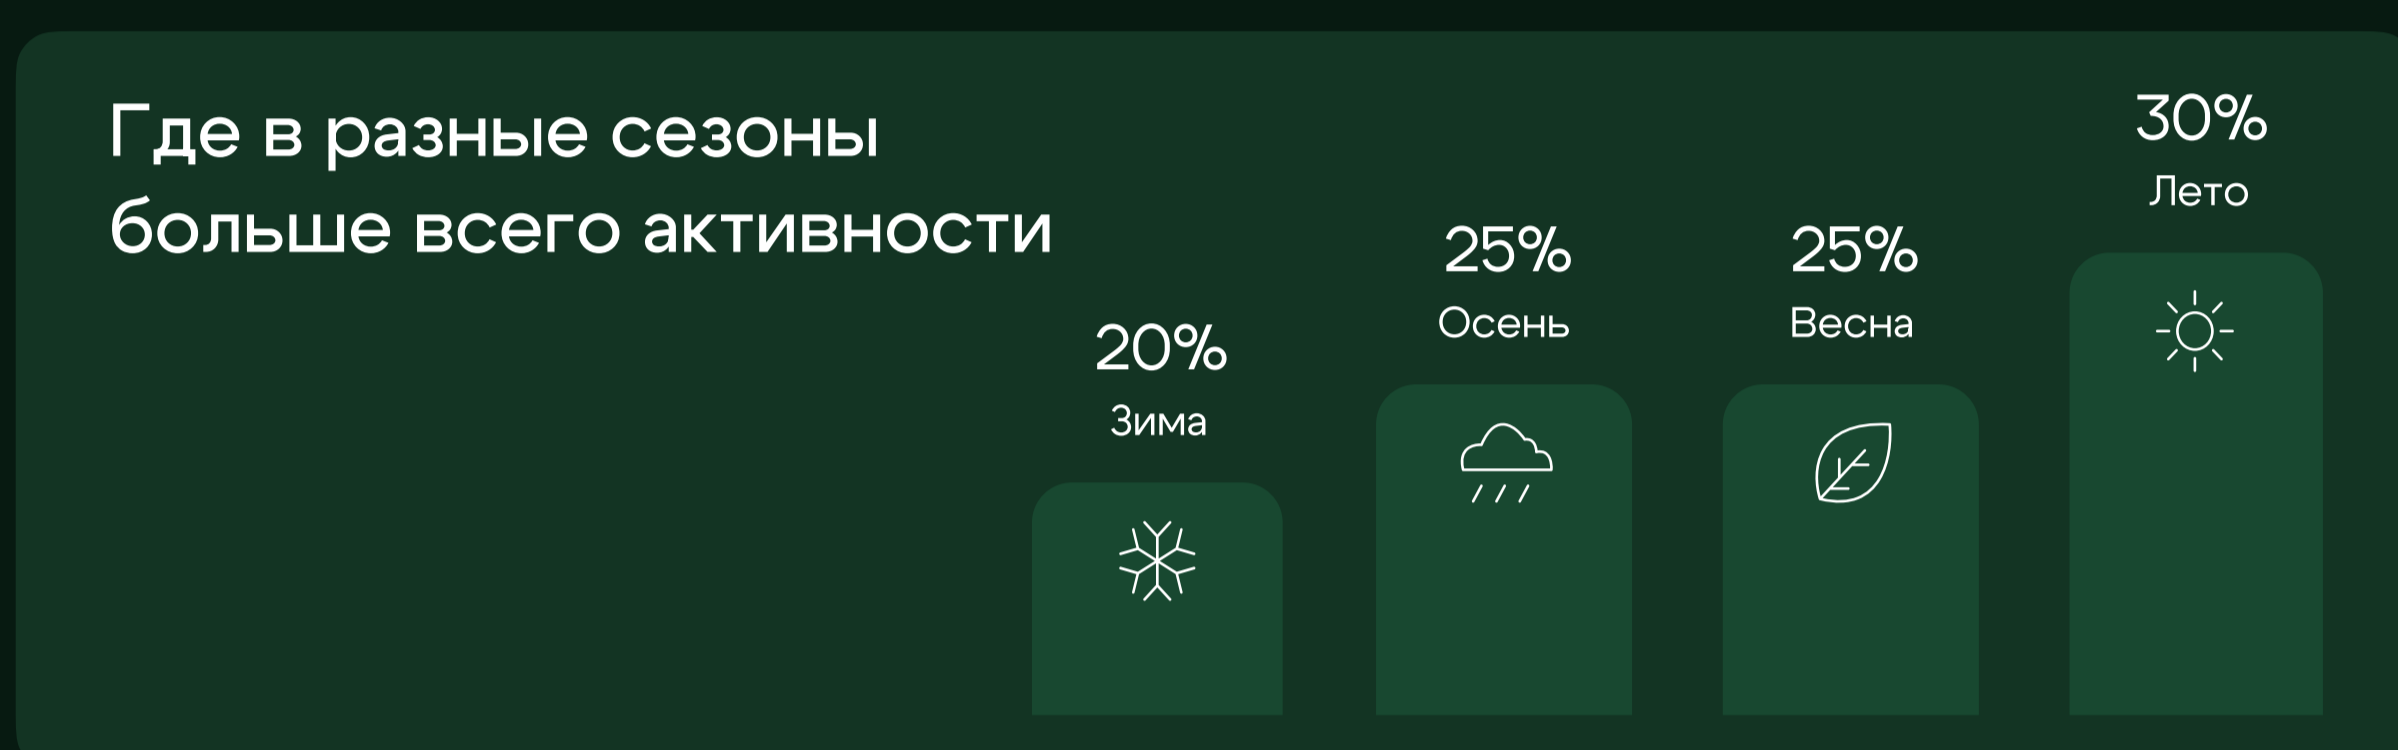 Где в разные сезоны
больше всего активности
20%
Зима
25%
Осень
25%
Весна
30%
Лето